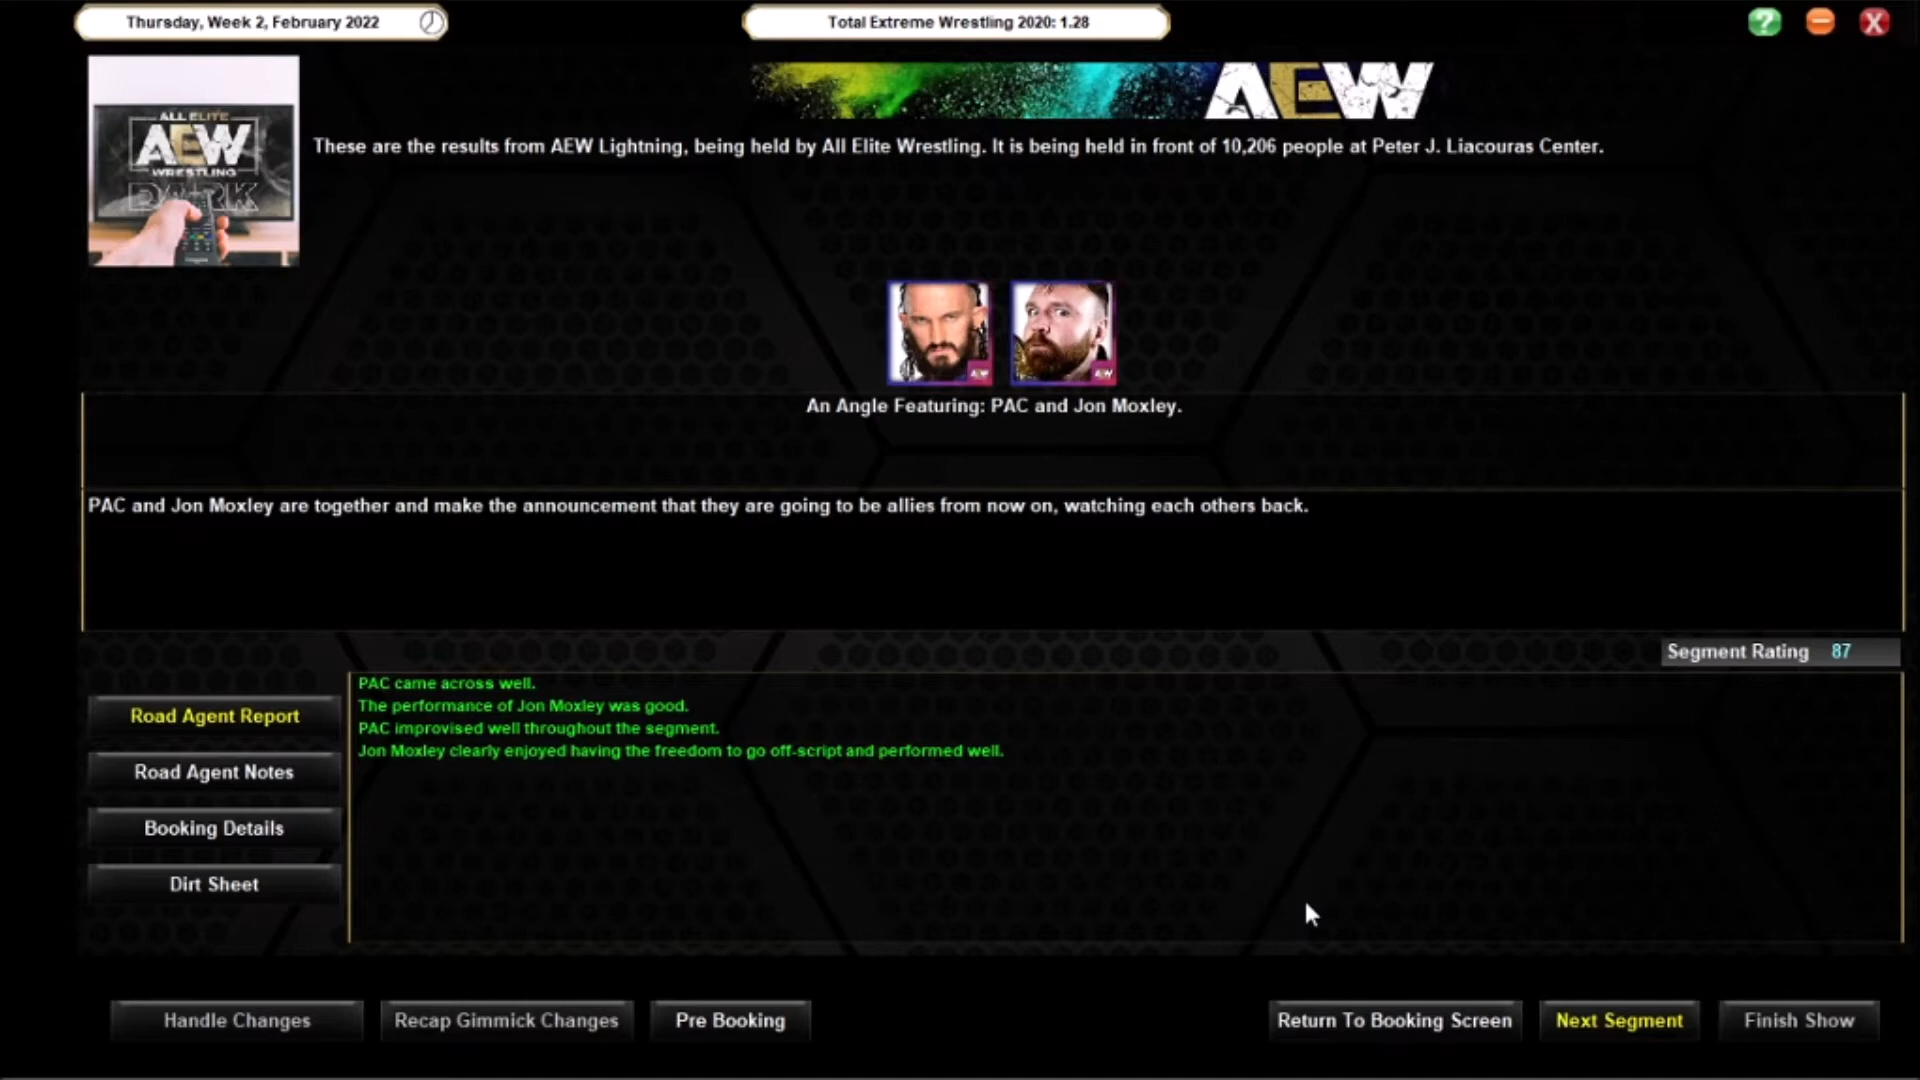 Thursday, Week 2, February 2022
Total Extreme Wrestling 2020: 1.28
?
X
AEW
ALL ELITE
AEW
WRESTLING
DARK
These are the results from AEW Lightning, being held by All Elite Wrestling. It is being held in front of 10,206 people at Peter J. Liacouras Center.
AEW
AEW
An Angle Featuring: PAC and Jon Moxley.
PAC and Jon Moxley are together and make the announcement that they are going to be allies from now on, watching each others back.
Segment Rating 87
PAC came across well.
The performance of Jon Moxley was good.
PAC improvised well throughout the segment.
Jon Moxley clearly enjoyed having the freedom to go off-script and performed well.
Road Agent Report
Road Agent Notes
Booking Details
Dirt Sheet
Handle Changes
Recap Gimmick Changes
Pre Booking
Return To Booking Screen
Next Segment
Finish Show